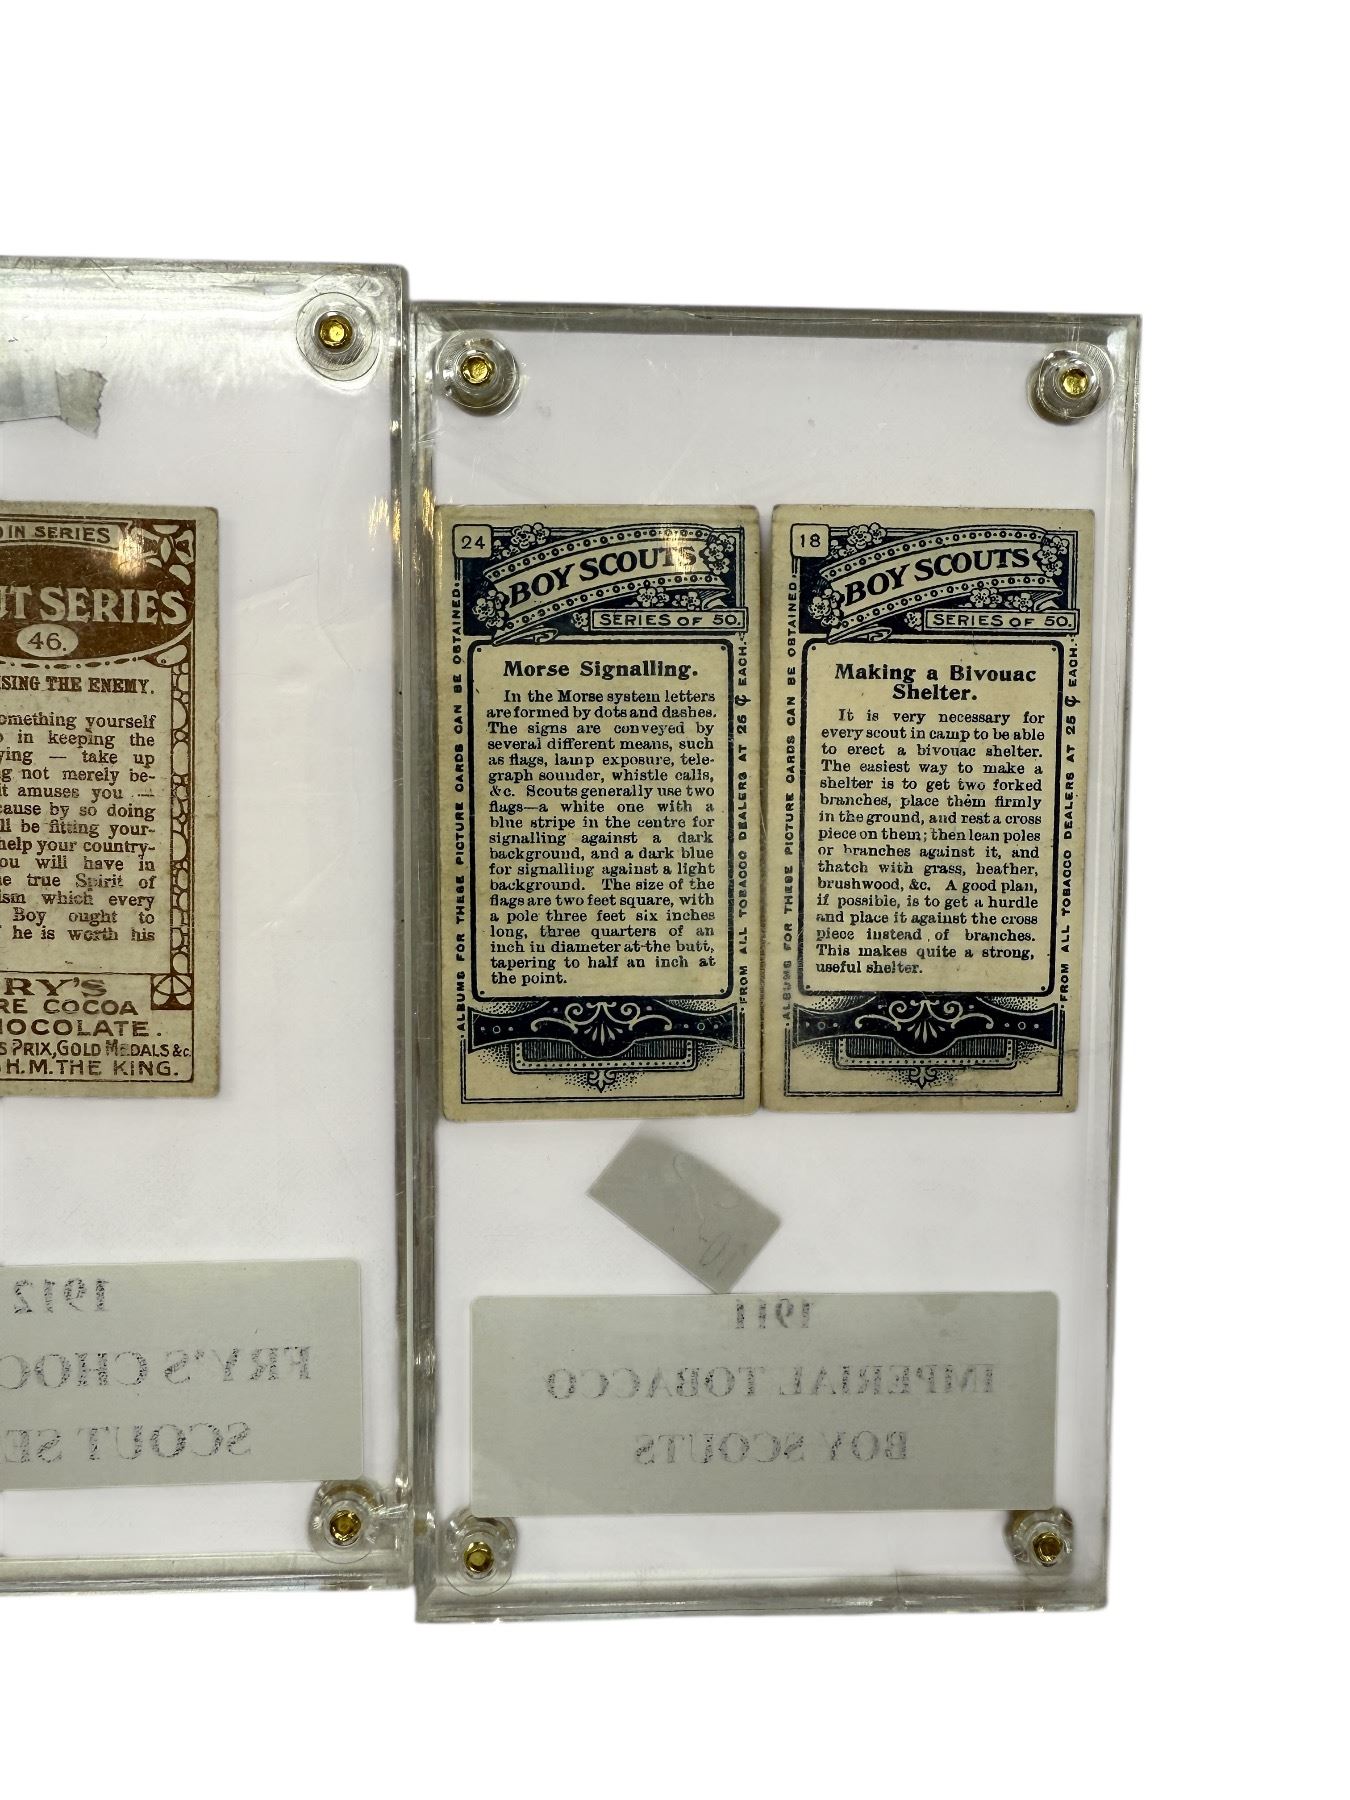 IN SERIES
UT SERIES
46.
SING THE ENEMY.
omething yourself
in keeping the
ying — take up
g not merely be-
it amuses you —
ause by so doing
ll be fitting your-
help your country-
ou will have in
e true Spirit of
ism which every
Boy ought to
he is worth his
RY'S
RE COCOA
HOCOLATE.
S PRIX, GOLD MEDALS &c.
H.M. THE KING.
1912
FRY'S CHOC
SCOUT SE
24
BOY SCOUTS
SERIES OF 50.
ALBUMS FOR THESE PICTURE CARDS CAN BE OBTAINED
FROM ALL TOBACCO DEALERS AT 25 ¢ EACH.
Morse Signalling.
In the Morse system letters
are formed by dots and dashes.
The signs are conveyed by
several different means, such
as flags, lamp exposure, tele-
graph sounder, whistle calls,
&c. Scouts generally use two
flags—a white one with a
blue stripe in the centre for
signalling against a dark
background, and a dark blue
for signalling against a light
background. The size of the
flags are two feet square, with
a pole three feet six inches
long, three quarters of an
inch in diameter at the butt,
tapering to half an inch at
the point.
18
BOY SCOUTS
SERIES OF 50.
ALBUMS FOR THESE PICTURE CARDS CAN BE OBTAINED
FROM ALL TOBACCO DEALERS AT 25 ¢ EACH.
Making a Bivouac
Shelter.
It is very necessary for
every scout in camp to be able
to erect a bivouac shelter.
The easiest way to make a
shelter is to get two forked
branches, place them firmly
in the ground, and rest a cross
piece on them; then lean poles
or branches against it, and
thatch with grass, heather,
brushwood, &c. A good plan,
if possible, is to get a hurdle
and place it against the cross
piece instead of branches.
This makes quite a strong,
useful shelter.
1911
IMPERIAL TOBACCO
BOY SCOUTS